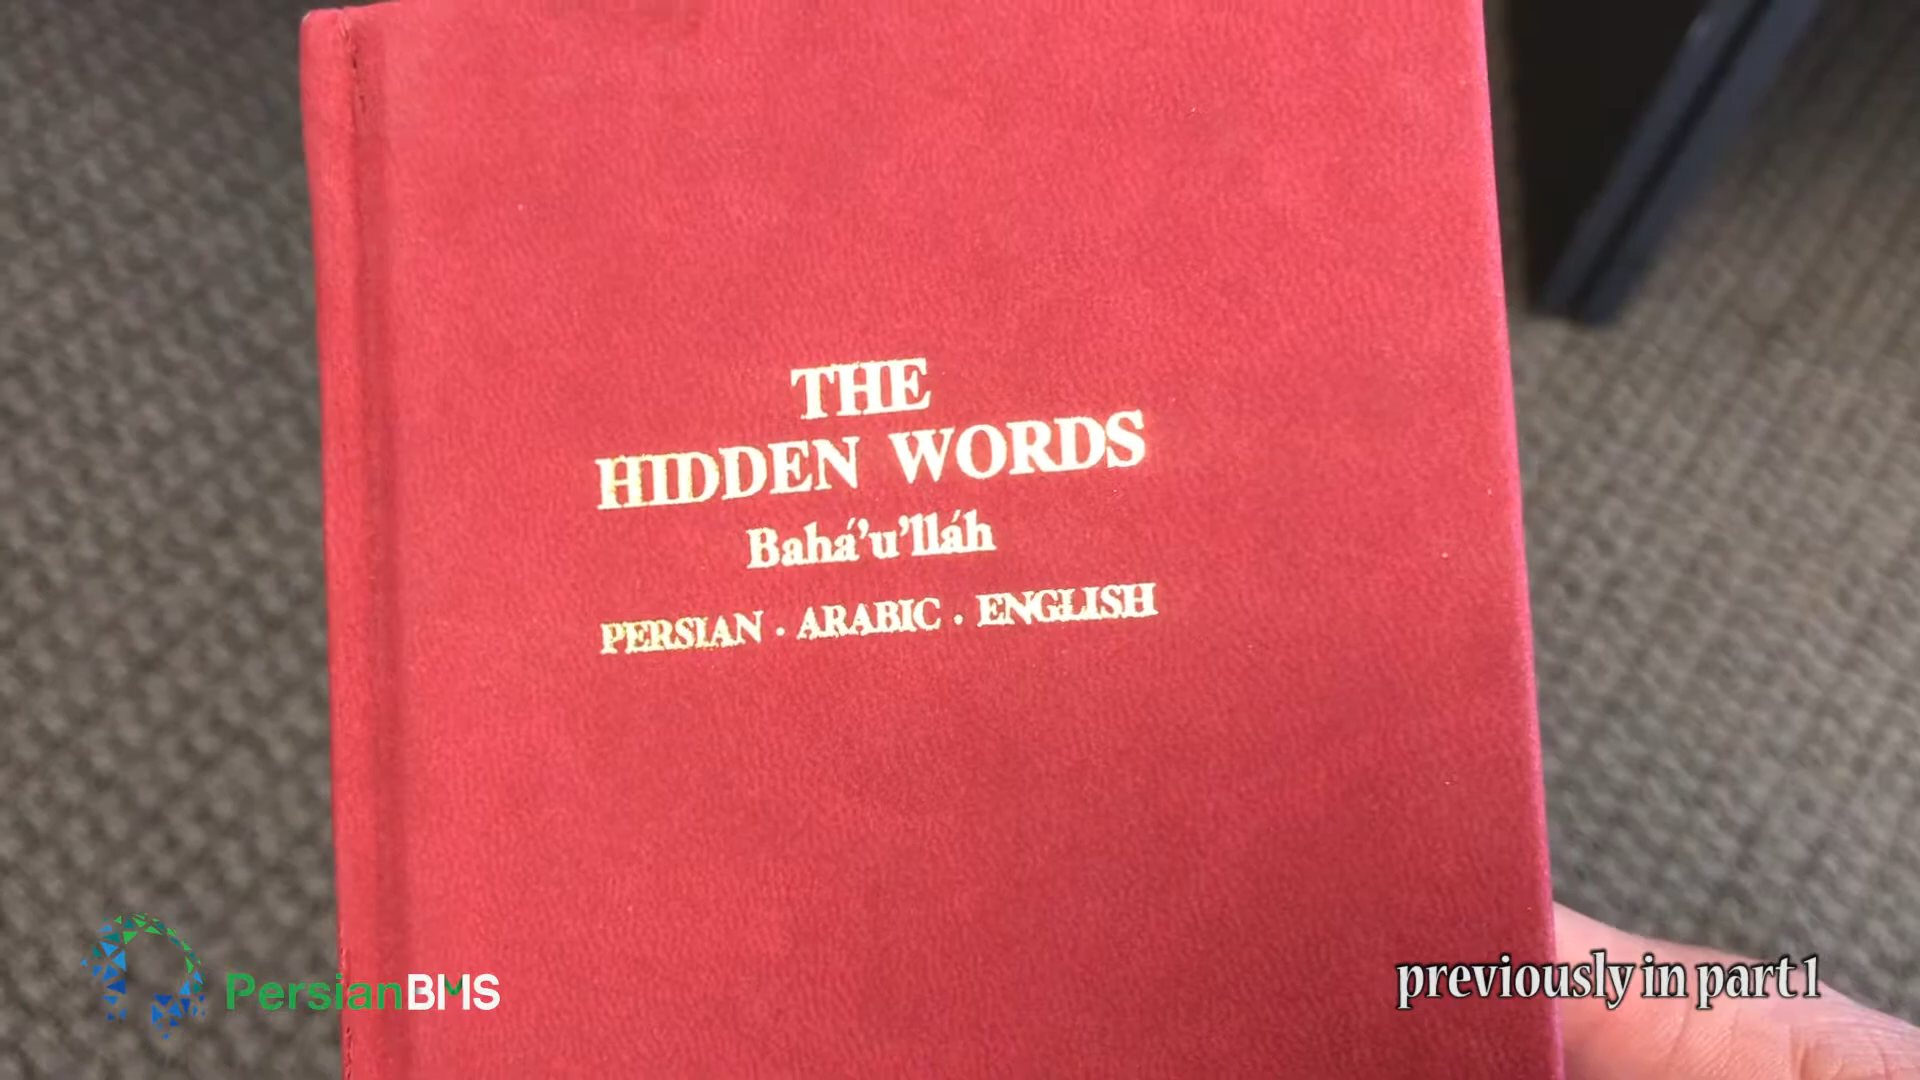 THE
HIDDEN WORDS
Bahá'u'lláh
PERSIAN . ARABIC . ENGLISH
PersianBMS
previously in part 1